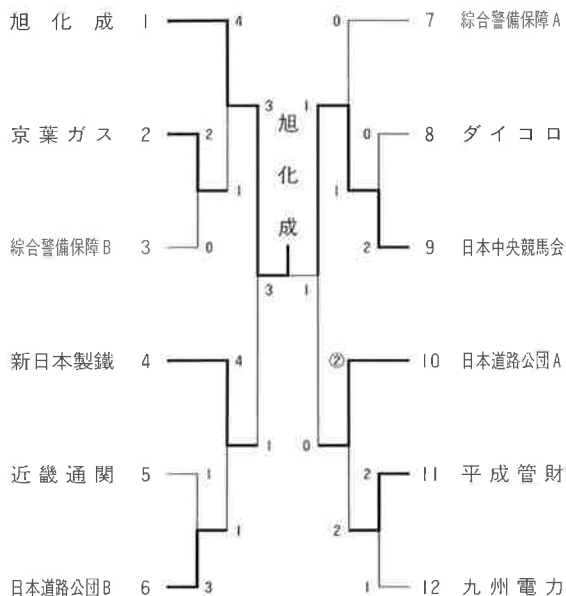 旭化成 1 4
京葉ガス 2 2
1
綜合警備保障B 3 0
3
新日本製鐵 4 4
近畿通関 5 1
1
日本道路公団B 6 3
1
旭化成
3 1
0 7 綜合警備保障A
1
0 8 ダイコロ
1
2 9 日本中央競馬会
② 10 日本道路公団A
0
2 11 平成管財
2
1 12 九州電力